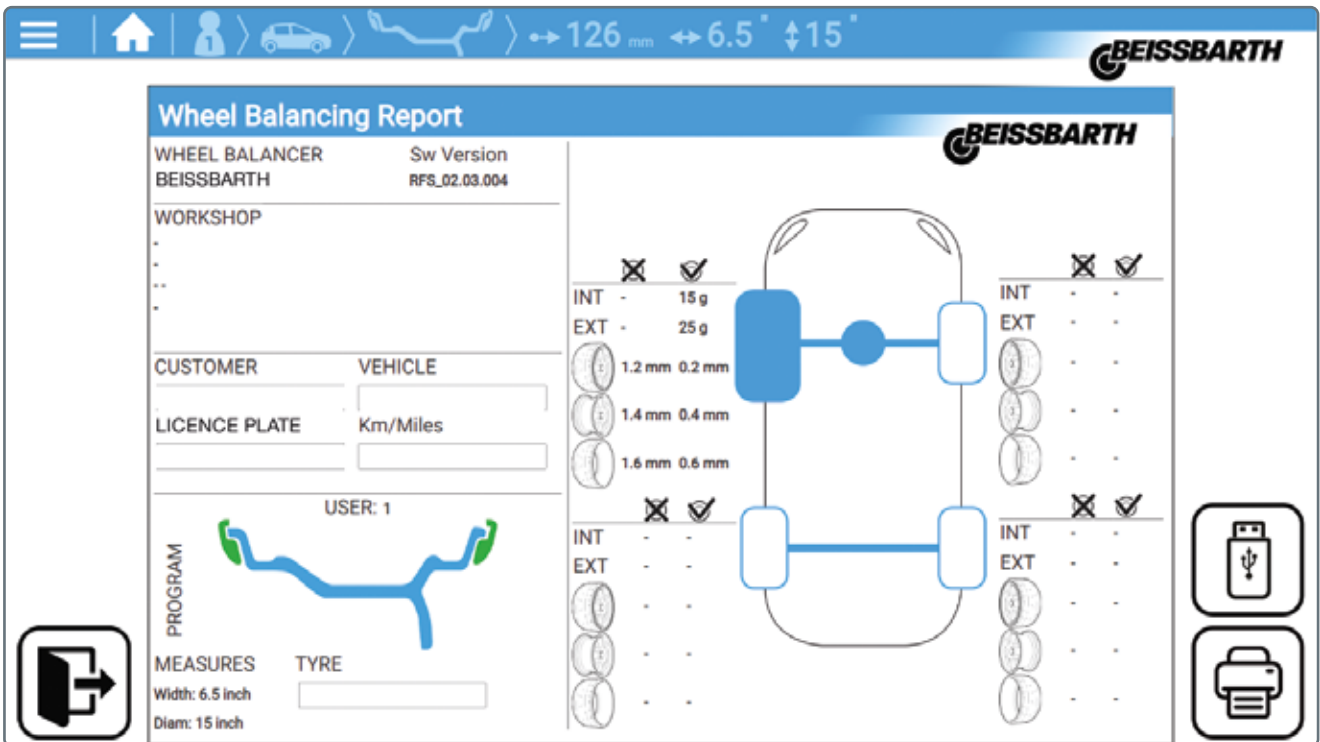 1 126 mm 6.5" 15"
BEISSBARTH
Wheel Balancing Report
BEISSBARTH
WHEEL BALANCER Sw Version
BEISSBARTH RFS_02.03.004
WORKSHOP
-
-
- -
-
CUSTOMER VEHICLE
LICENCE PLATE Km/Miles
USER: 1
PROGRAM
MEASURES TYRE
Width: 6.5 inch
Diam: 15 inch
INT - 15 g
EXT - 25 g
1.2 mm 0.2 mm
1.4 mm 0.4 mm
1.6 mm 0.6 mm
INT - -
EXT - -
- -
- -
- -
INT - -
EXT - -
- -
- -
- -
INT - -
EXT - -
- -
- -
- -